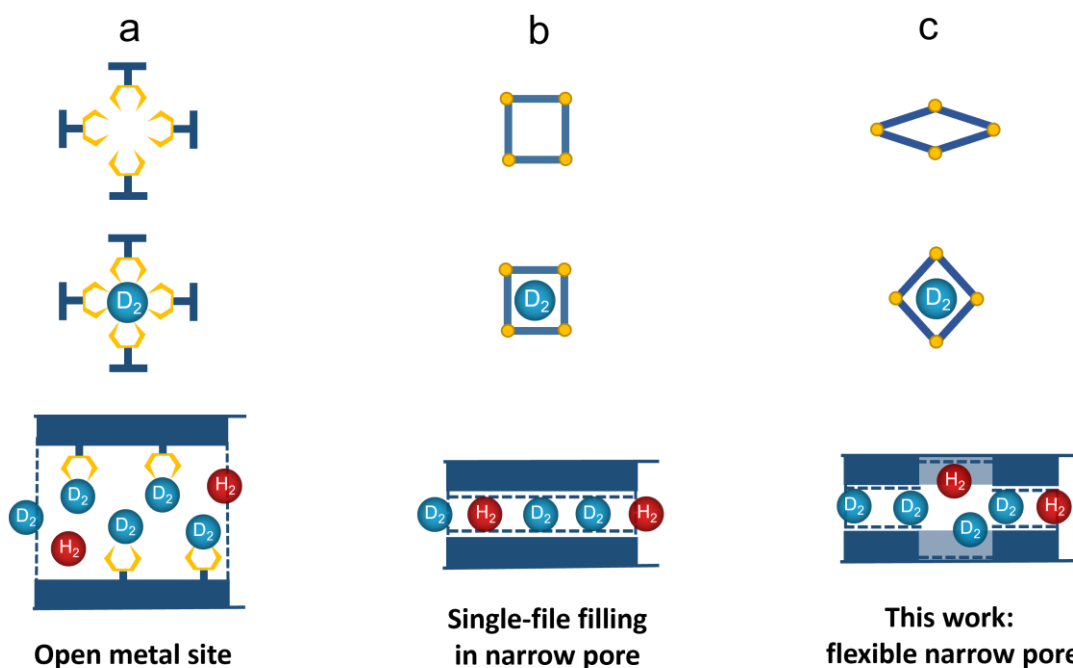 a b c
D₂ D₂ D₂
D₂ D₂ D₂ H₂ D₂ D₂ H₂ D₂
D₂ H₂ D₂ D₂ H₂
D₂ D₂ H₂ D₂ D₂ H₂
Open metal site
Single-file filling
in narrow pore
This work:
flexible narrow pore